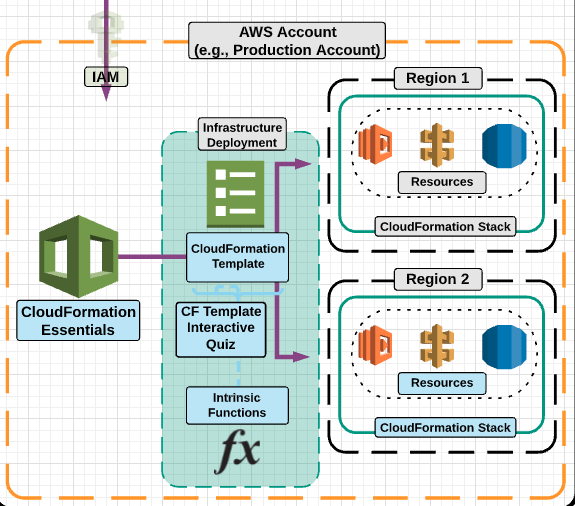 AWS Account
(e.g., Production Account)
IAM
Region 1
Infrastructure
Deployment
Resources
CloudFormation Stack
CloudFormation
Template
Region 2
CloudFormation
Essentials
CF Template
Interactive
Quiz
Resources
Intrinsic
Functions
CloudFormation Stack
fx